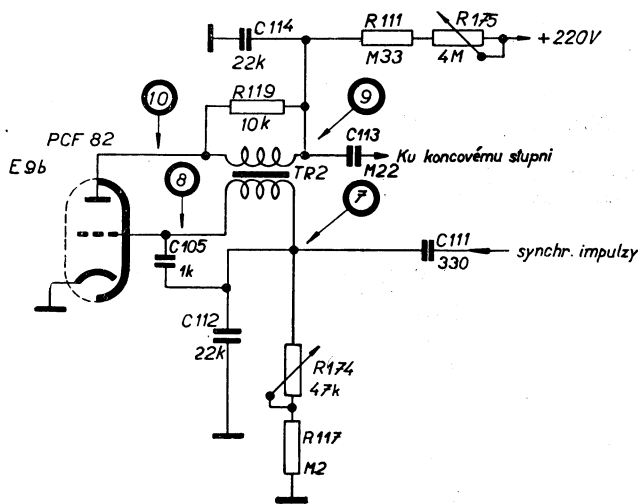 C114
22k
R111
M33
R175
4M
+220V
R119
10k
10
9
PCF 82
E9b
C113
M22
Ku koncovému stupni
TR2
8
7
C105
1k
C111
330
synchr. impulzy
C112
22k
R174
47k
R117
M2